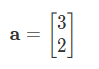 a = [3
2]